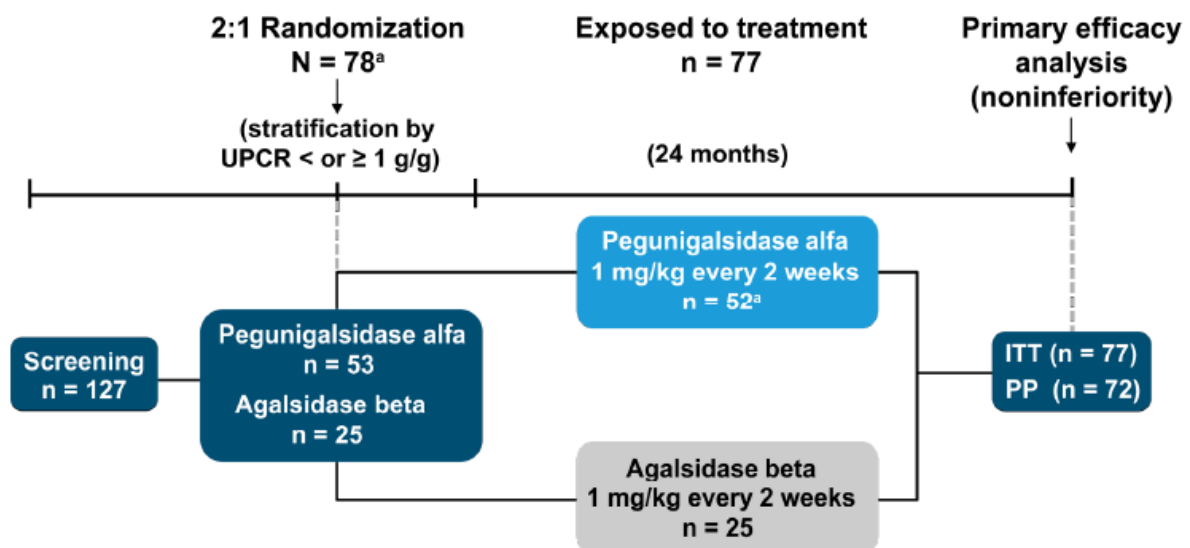 2:1 Randomization
N = 78ᵃ
(stratification by
UPCR < or ≥ 1 g/g)
Exposed to treatment
n = 77
(24 months)
Primary efficacy
analysis
(noninferiority)
Screening
n = 127
Pegunigalsidase alfa
n = 53
Agalsidase beta
n = 25
Pegunigalsidase alfa
1 mg/kg every 2 weeks
n = 52ᵃ
Agalsidase beta
1 mg/kg every 2 weeks
n = 25
ITT (n = 77)
PP (n = 72)